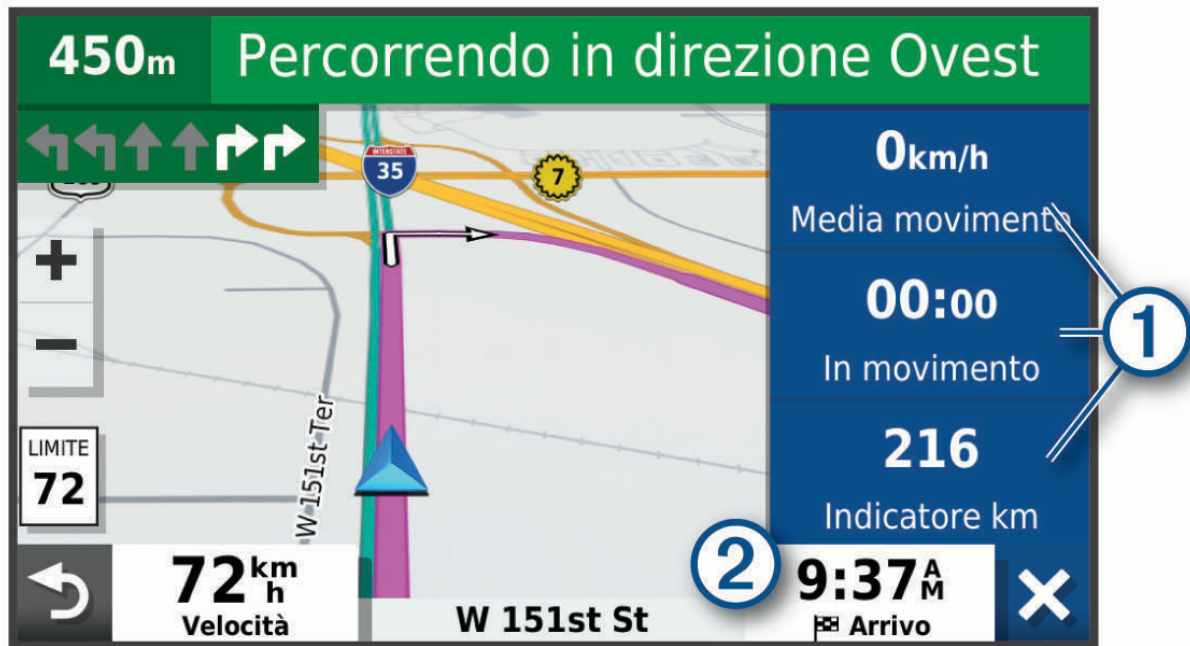 450m
Percorrendo in direzione Ovest
INTERSTATE
35
7
0km/h
Media movimento
1
00:00
In movimento
216
Indicatore km
+
−
LIMITE
72
W 151st Ter
72 km/h
Velocità
W 151st St
2
9:37 AM
Arrivo